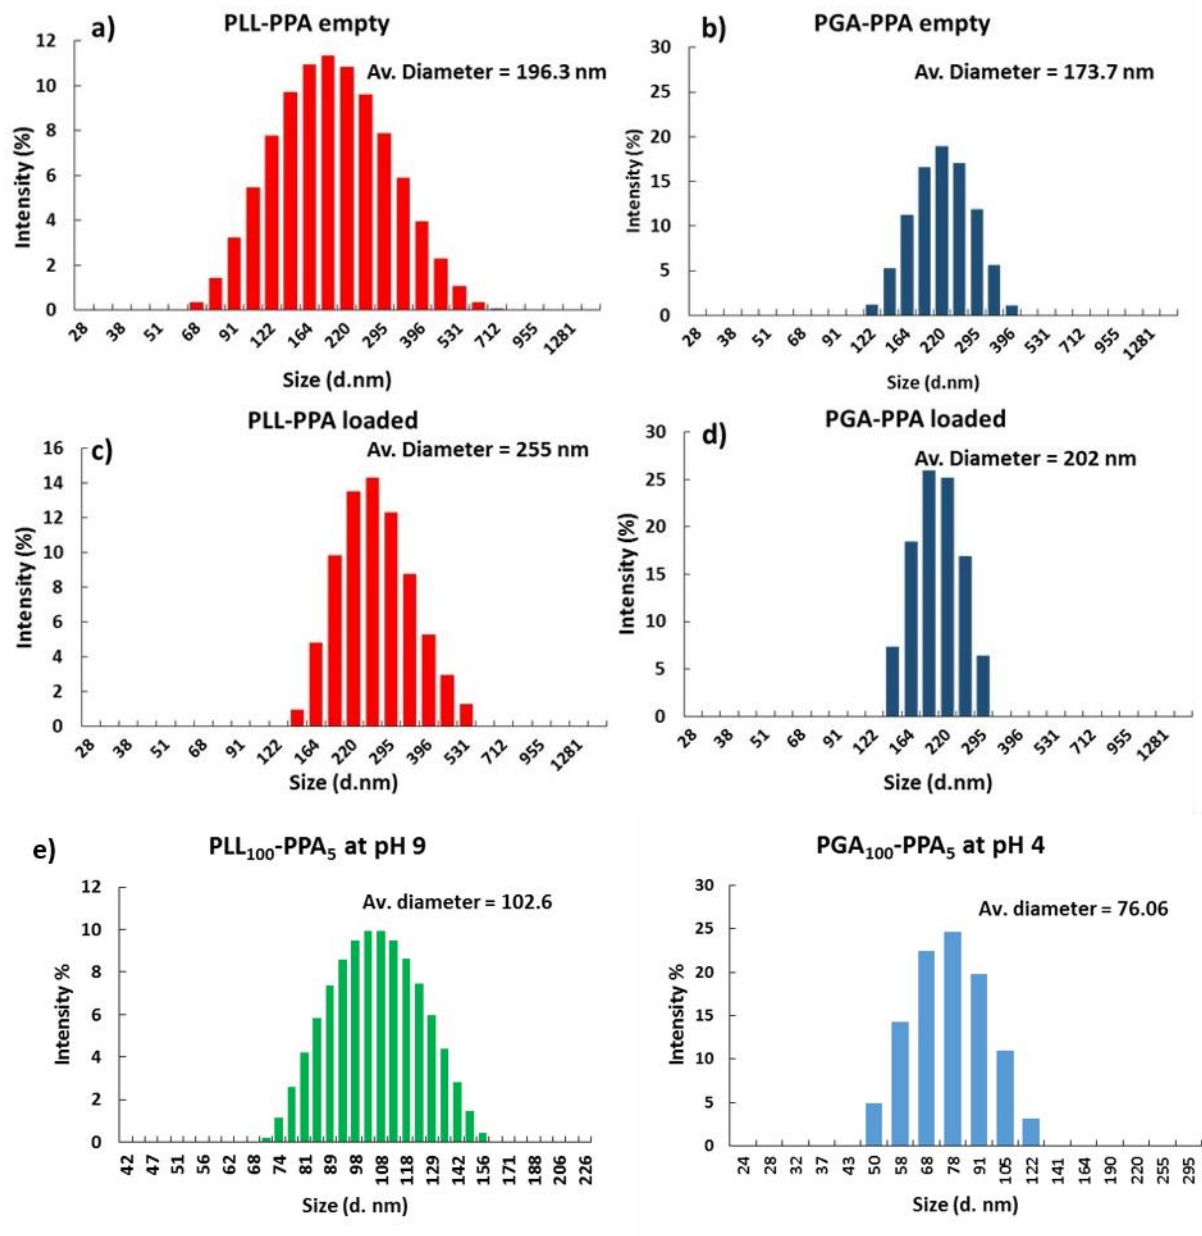 a)
PLL-PPA empty
Av. Diameter = 196.3 nm
12
10
8
6
4
2
0
Intensity (%)
28 38 51 68 91 122 164 220 295 396 531 712 955 1281
Size (d.nm)
b)
PGA-PPA empty
Av. Diameter = 173.7 nm
30
25
20
15
10
5
0
Intensity (%)
28 38 51 68 91 122 164 220 295 396 531 712 955 1281
Size (d.nm)
c)
PLL-PPA loaded
Av. Diameter = 255 nm
16
14
12
10
8
6
4
2
0
Intensity (%)
28 38 51 68 91 122 164 220 295 396 531 712 955 1281
Size (d.nm)
d)
PGA-PPA loaded
Av. Diameter = 202 nm
30
25
20
15
10
5
0
Intensity (%)
28 38 51 68 91 122 164 220 295 396 531 712 955 1281
Size (d.nm)
e)
PLL₁₀₀-PPA₅ at pH 9
Av. diameter = 102.6
12
10
8
6
4
2
0
Intensity %
42 47 51 56 62 68 74 81 89 98 108 118 129 142 156 171 188 206 226
Size (d. nm)
PGA₁₀₀-PPA₅ at pH 4
Av. diameter = 76.06
30
25
20
15
10
5
0
Intensity %
24 28 32 37 43 50 58 68 78 91 105 122 141 164 190 220 255 295
Size (d. nm)